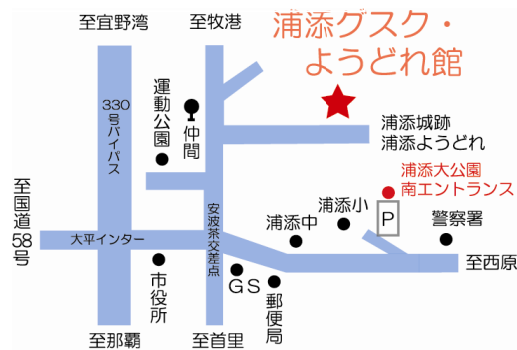 至宜野湾
至牧港
浦添グスク・
ようどれ館
330号バイパス
運動公園
仲間
浦添城跡
浦添ようどれ
浦添大公園
南エントランス
至国道58号
大平インター
安波茶交差点
浦添中
浦添小
P
警察署
至西原
市役所
GS
郵便局
至那覇
至首里